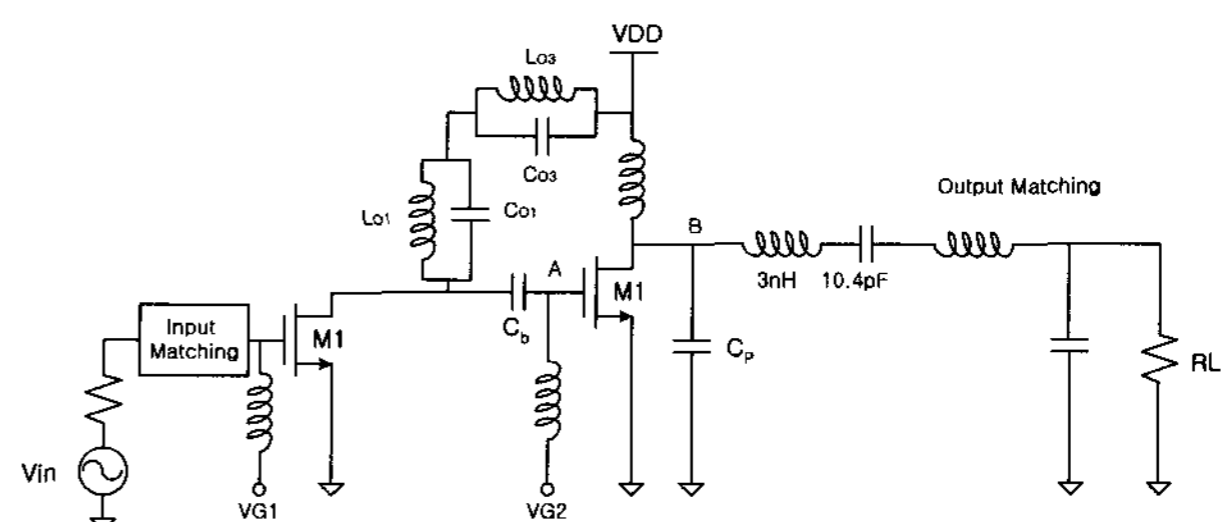 VDD
Lo3
Co3
Output Matching
Lo1
Co1
B
3nH
10.4pF
A
M1
Input
Matching
M1
Cb
Cp
RL
Vin
VG1
VG2